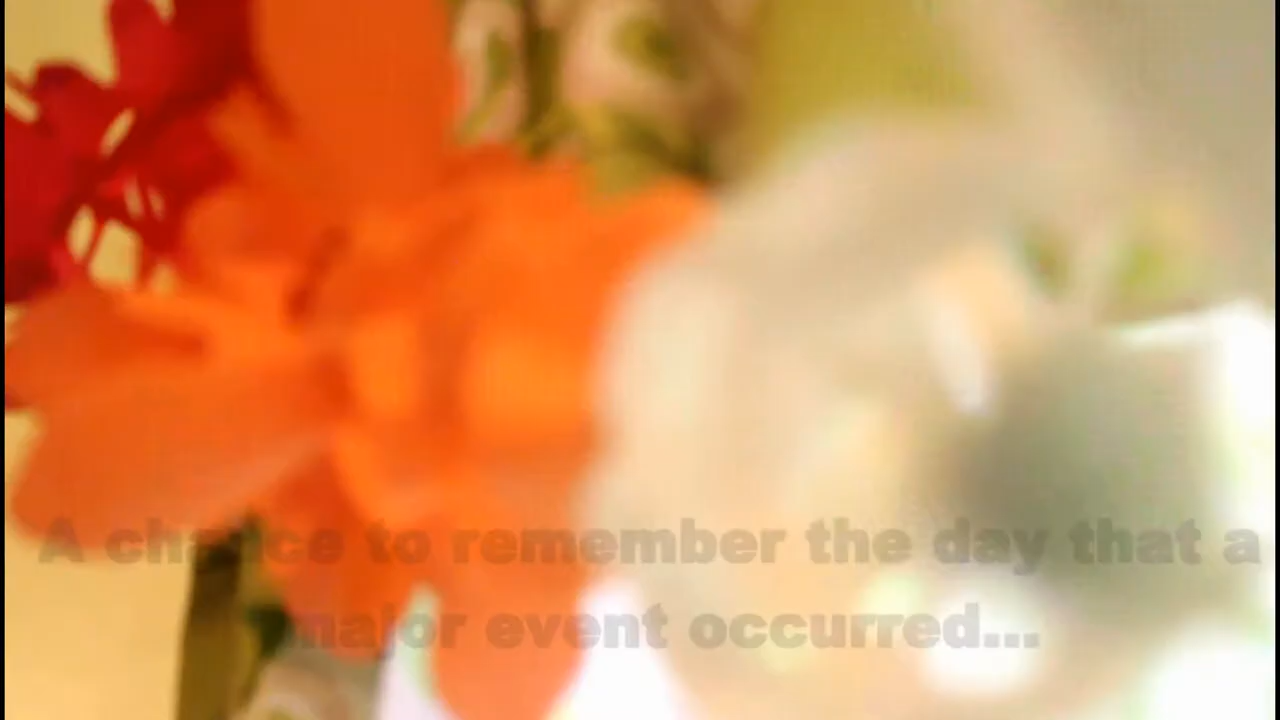 A chance to remember the day that a
major event occurred...